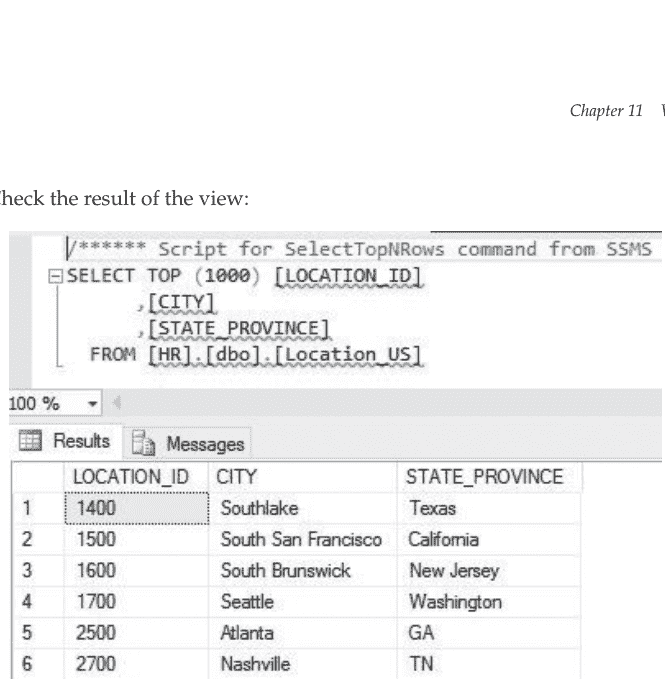 Chapter 11
heck the result of the view:
/****** Script for SelectTopNRows command from SSMS
SELECT TOP (1000) [LOCATION_ID]
,[CITY]
,[STATE_PROVINCE]
FROM [HR].[dbo].[Location_US]
100 %
Results Messages
LOCATION_ID CITY STATE_PROVINCE
1 1400 Southlake Texas
2 1500 South San Francisco California
3 1600 South Brunswick New Jersey
4 1700 Seattle Washington
5 2500 Atlanta GA
6 2700 Nashville TN